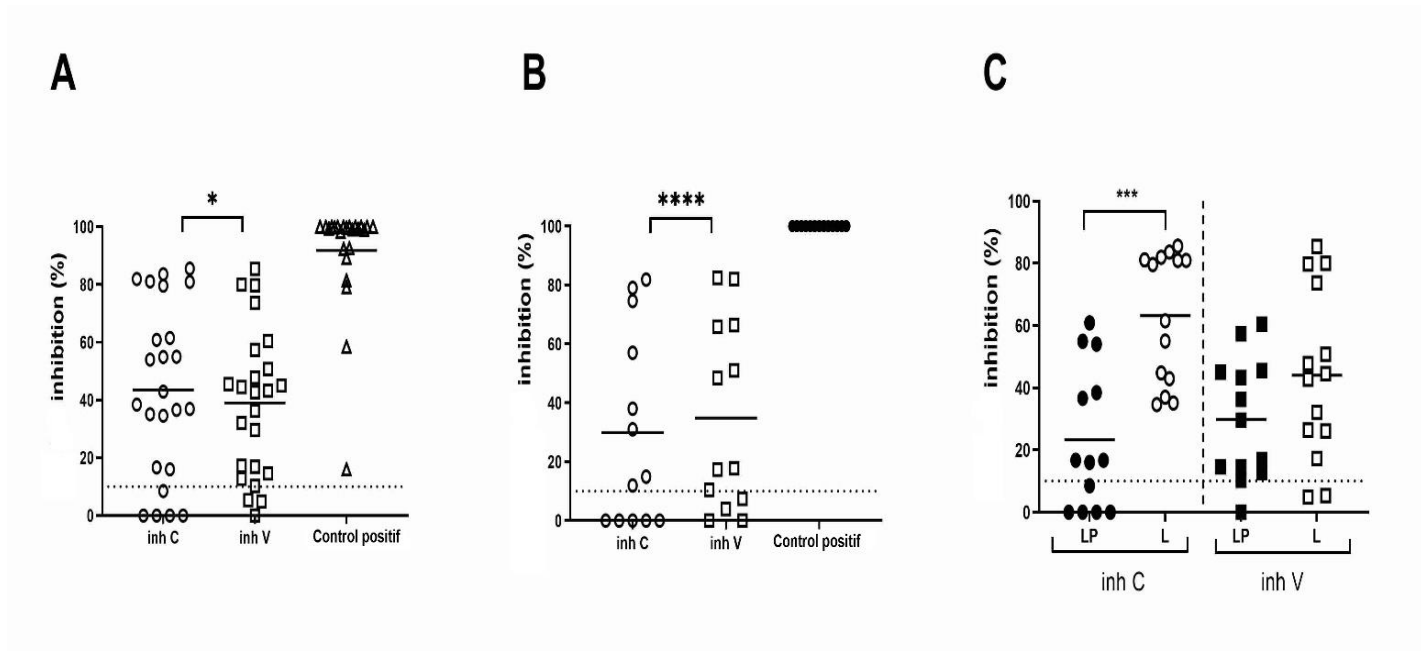 A
B
C
inhibition (%)
100
80
60
40
20
0
*
inh C
inh V
Control positif
inhibition (%)
100
80
60
40
20
0
****
inh C
inh V
Control positif
inhibition (%)
100
80
60
40
20
0
***
LP
L
LP
L
inh C
inh V